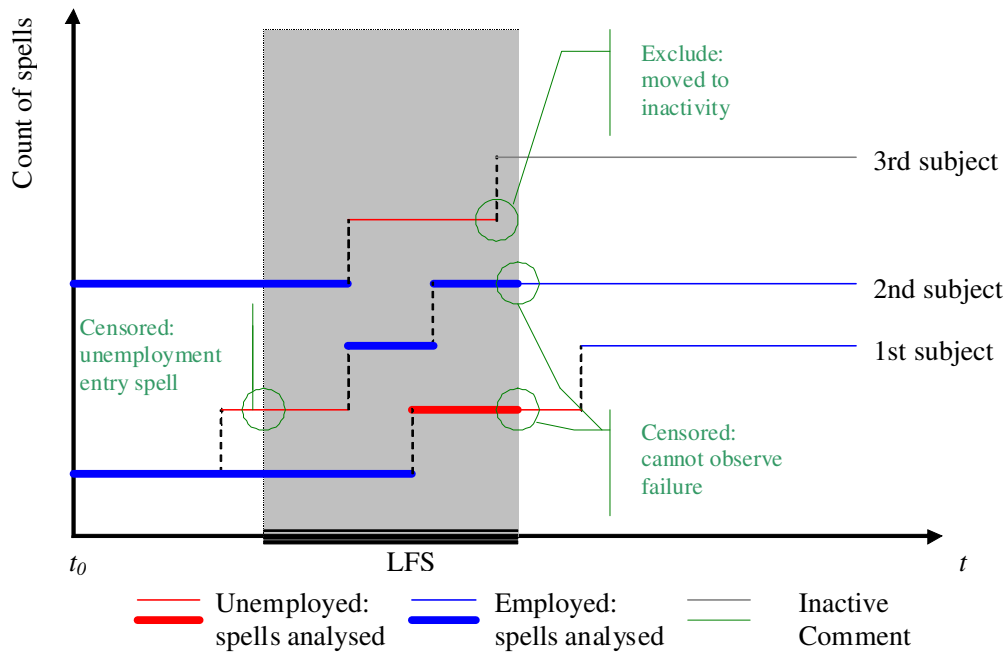 Count of spells
Exclude:
moved to
inactivity
3rd subject
2nd subject
1st subject
Censored:
unemployment
entry spell
Censored:
cannot observe
failure
t0
LFS
t
Unemployed:
spells analysed
Employed:
spells analysed
Inactive
Comment